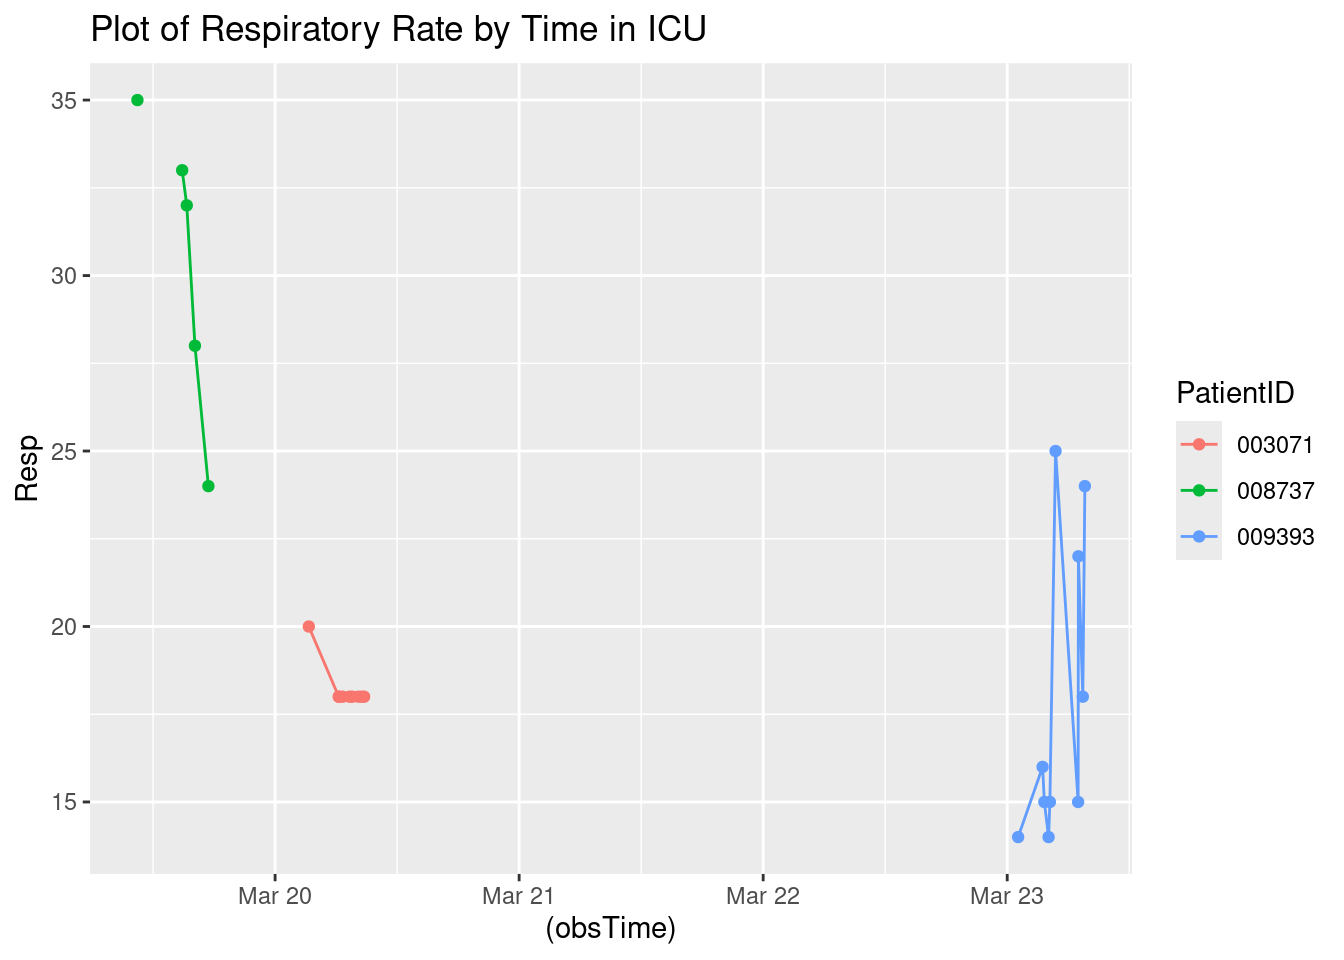 Plot of Respiratory Rate by Time in ICU
35
30
25
20
15
Resp
Mar 20 Mar 21 Mar 22 Mar 23
(obsTime)
PatientID
003071
008737
009393